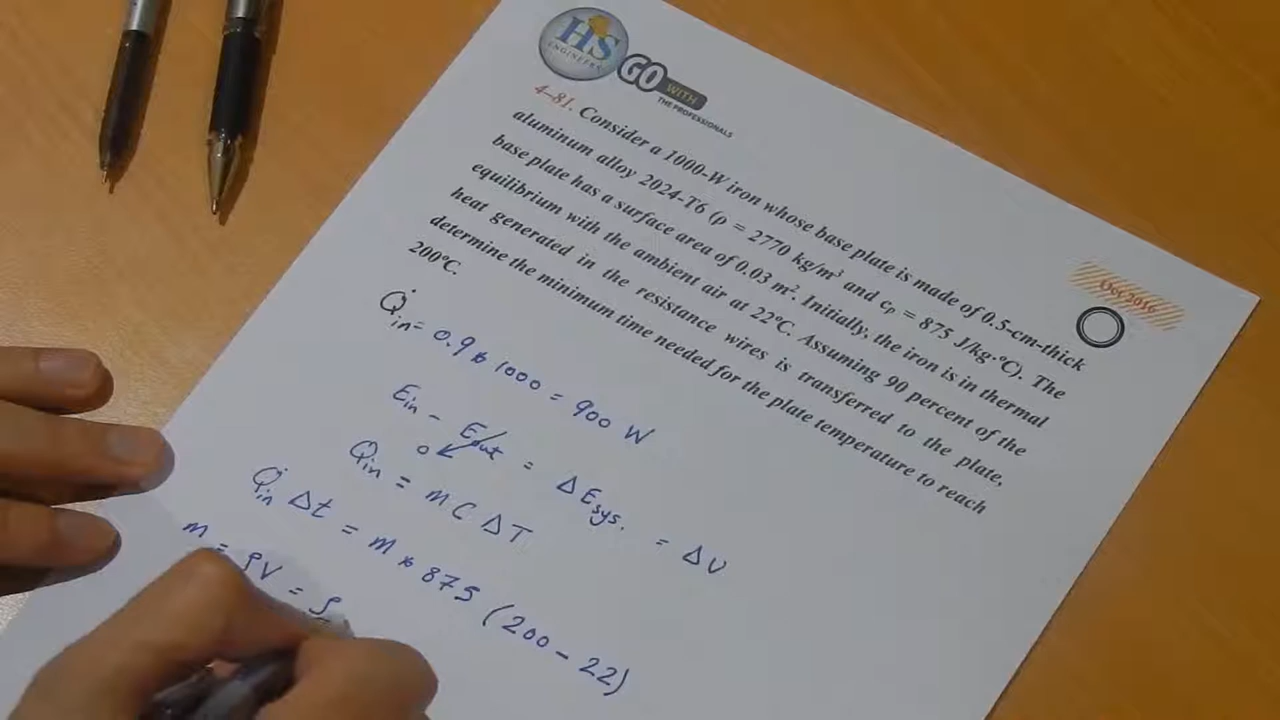 HS
ENGINEERS
GO WITH
THE PROFESSIONALS
Oct 2016
4–81. Consider a 1000-W iron whose base plate is made of 0.5-cm-thick
aluminum alloy 2024-T6 (ρ = 2770 kg/m³ and cₚ = 875 J/kg·°C). The
base plate has a surface area of 0.03 m². Initially, the iron is in thermal
equilibrium with the ambient air at 22°C. Assuming 90 percent of the
heat generated in the resistance wires is transferred to the plate,
determine the minimum time needed for the plate temperature to reach
200°C.
Q̇in = 0.9 × 1000 = 900 W
Ein - Eout = ΔEsys. = ΔU
0
Qin = m C ΔT
Q̇in Δt = m × 875 (200 - 22)
m = ρV = ρ